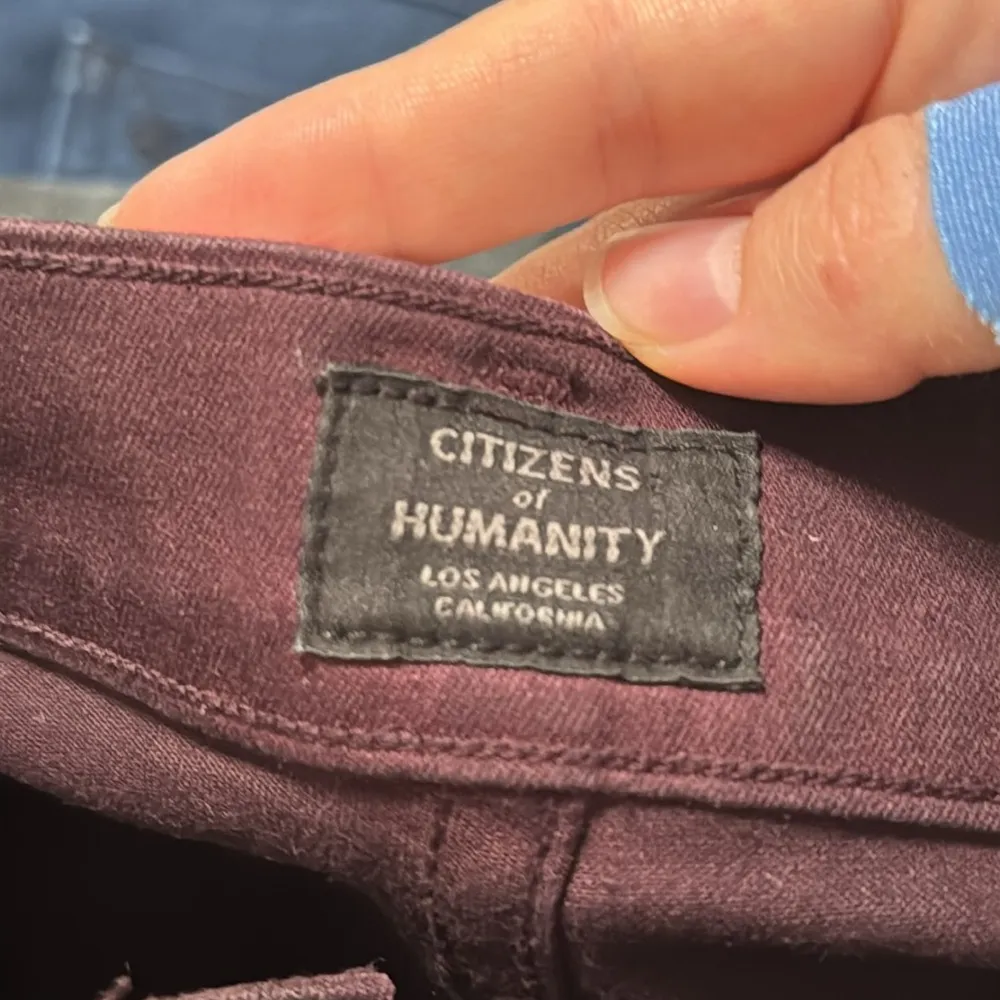 CITIZENS
of
HUMANITY
LOS ANGELES
CALIFORNIA